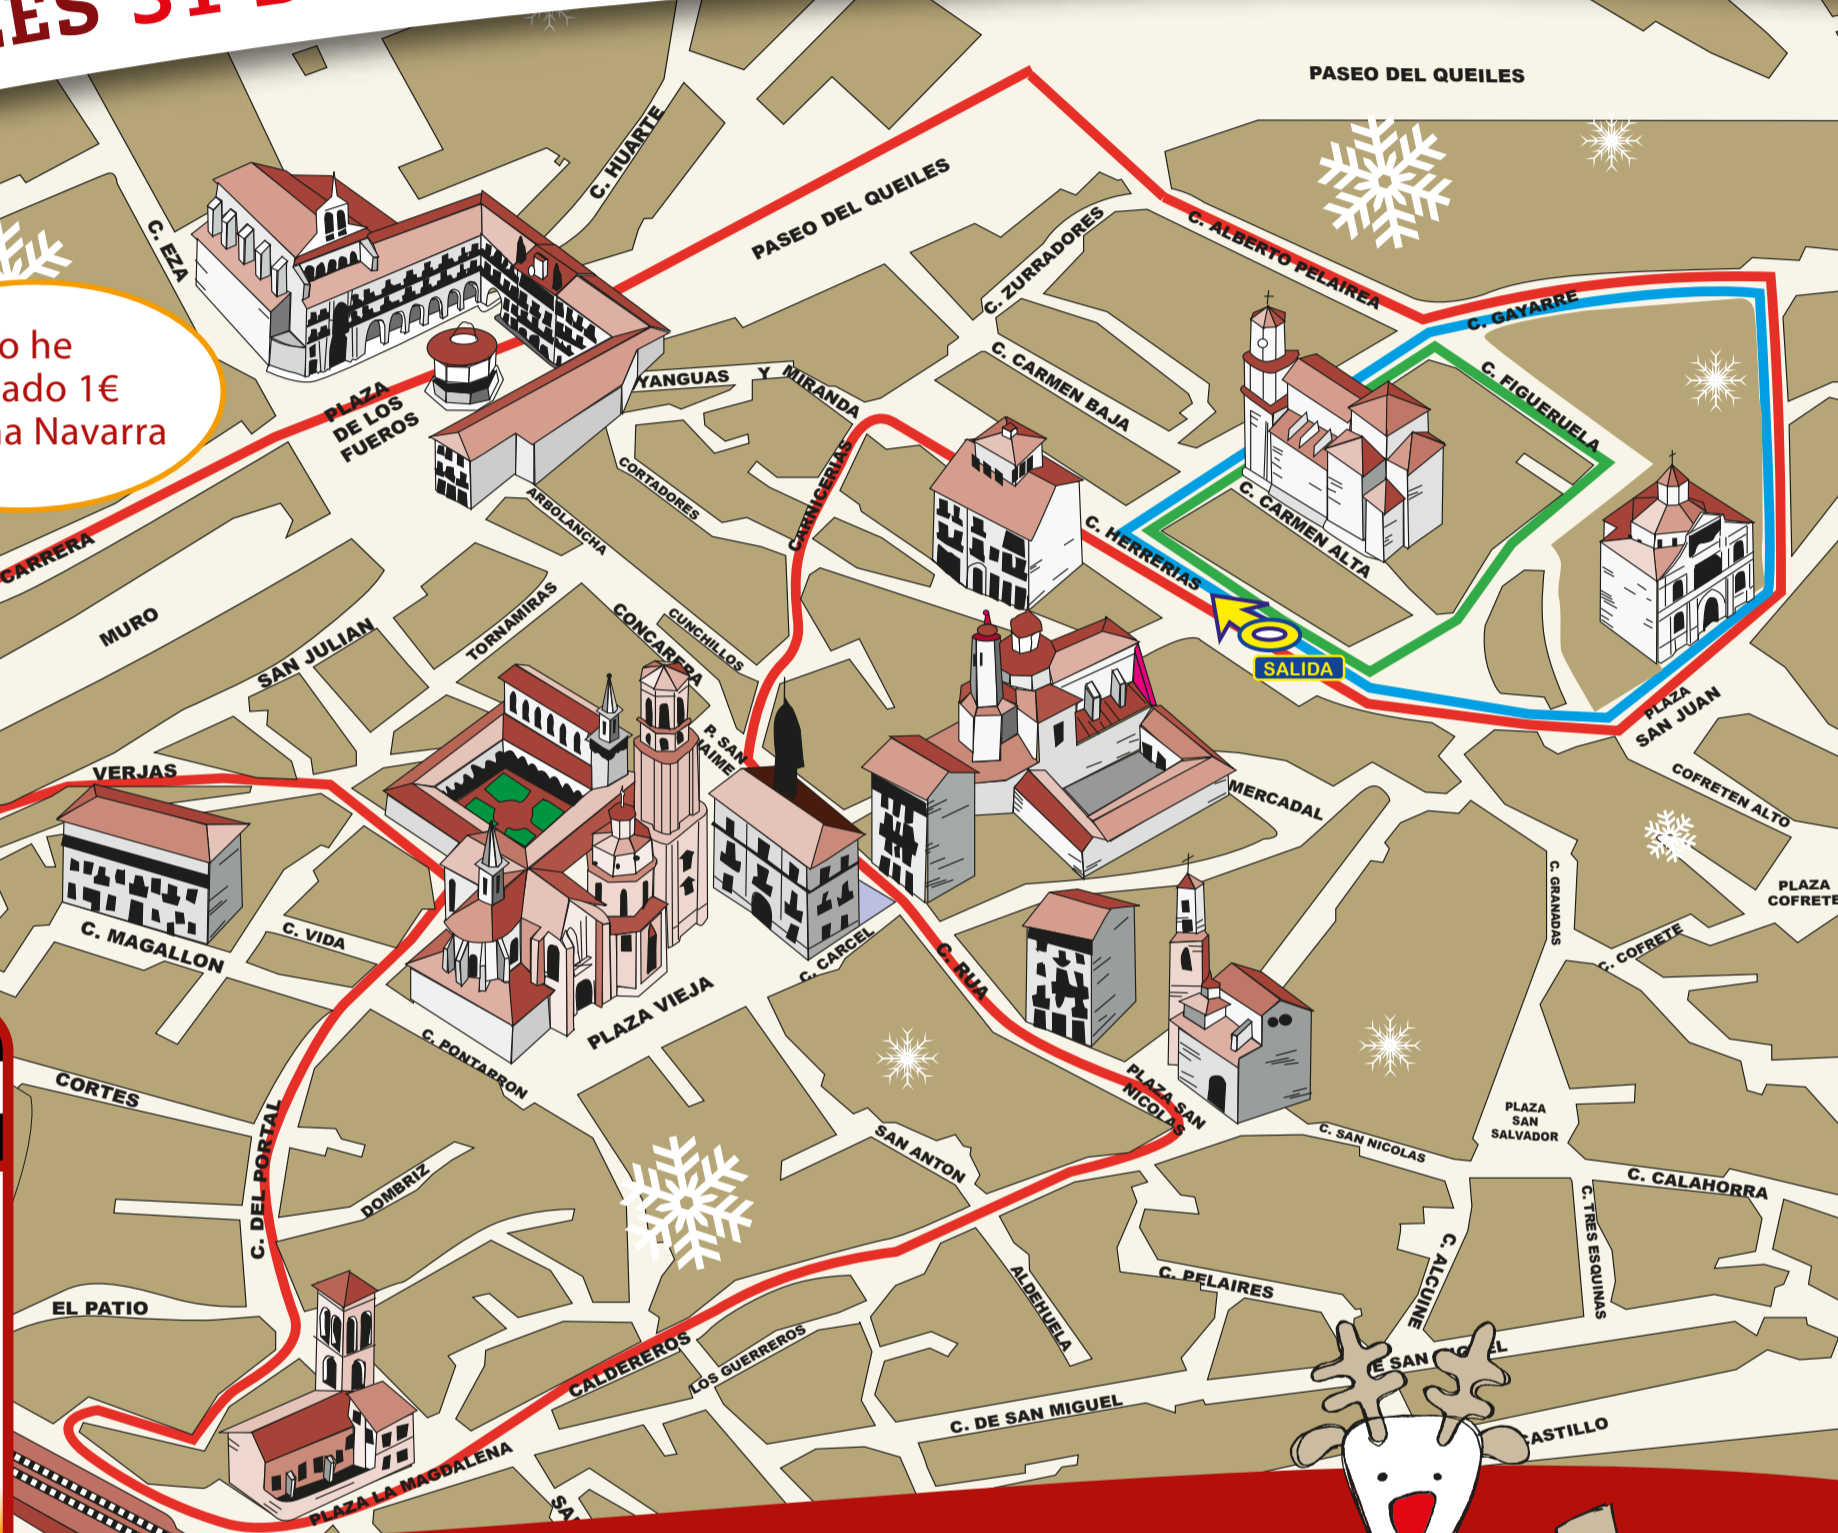 PASEO DEL QUEILES
C. HUARTE
PASEO DEL QUEILES
C. EZA
C. ZURRADORES
C. ALBERTO PELAIREA
C. GAYARRE
o he
ado 1€
na Navarra
PLAZA
DE LOS
FUEROS
YANGUAS Y MIRANDA
C. CARMEN BAJA
C. FIGUERUELA
CORTADORES
CARNICERIAS
ARBOLANCHA
C. CARMEN ALTA
C. HERRERIAS
CARRERA
MURO
SAN JULIAN
TORNAMIRAS
CONCARERA
CUNCHILLOS
SALIDA
PLAZA
SAN JUAN
P. SAN
JAIME
VERJAS
MERCADAL
COFRETEN ALTO
PLAZA
COFRETE
C. GRANADAS
C. COFRETE
C. MAGALLON
C. VIDA
C. CARCEL
C. RUA
PLAZA VIEJA
C. PONTARRON
CORTES
PLAZA SAN
NICOLAS
C. SAN NICOLAS
PLAZA
SAN
SALVADOR
C. DEL PORTAL
DOMBRIZ
SAN ANTON
C. CALAHORRA
C. TRES ESQUINAS
C. ALCUINE
EL PATIO
ALDEHUELA
C. PELAIRES
CALDEREROS
LOS GUERREROS
C. DE SAN MIGUEL
CASTILLO
PLAZA LA MAGDALENA